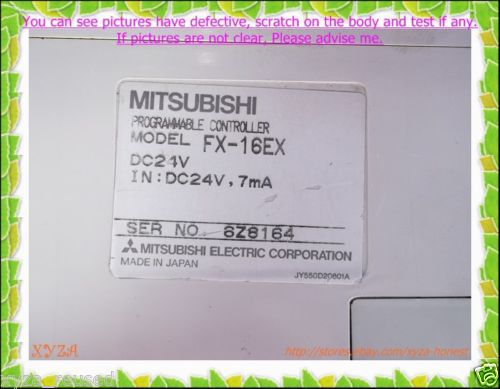 You can see pictures have defective, scratch on the body and test if any.
If pictures are not clear, Please advise me.
MITSUBISHI
PROGRAMMABLE CONTROLLER
MODEL FX-16EX
DC24V
IN:DC24V,7mA
SER NO. 6Z8164
MITSUBISHI ELECTRIC CORPORATION
MADE IN JAPAN
JY550D20601A
XYZA
http://stores.ebay.com/xyza-honest
xyza_reused